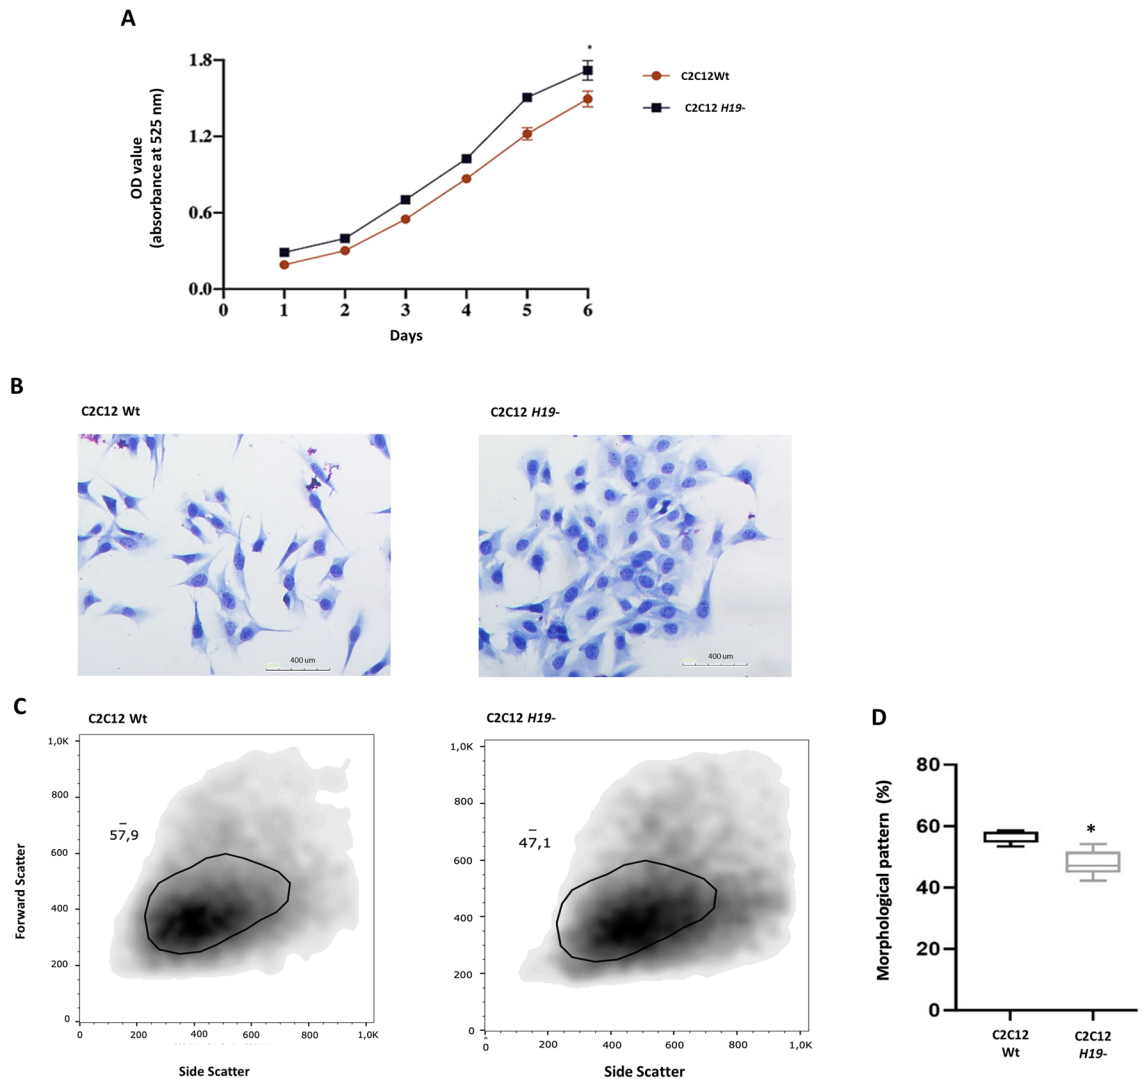 A
*
1.8
1.2
0.6
0.0
0 1 2 3 4 5 6
OD value
(absorbance at 525 nm)
Days
C2C12Wt
C2C12 H19-
B
C2C12 Wt
C2C12 H19-
400 um
400 um
C
C2C12 Wt
1,0K
800
600
400
200
0
57,9
0 200 400 600 800 1,0K
Forward Scatter
Side Scatter
C2C12 H19-
1,0K
800
600
400
200
0
47,1
0 200 400 600 800 1,0K
Side Scatter
D
80
60
40
20
0
*
Morphological pattern (%)
C2C12
Wt
C2C12
H19-